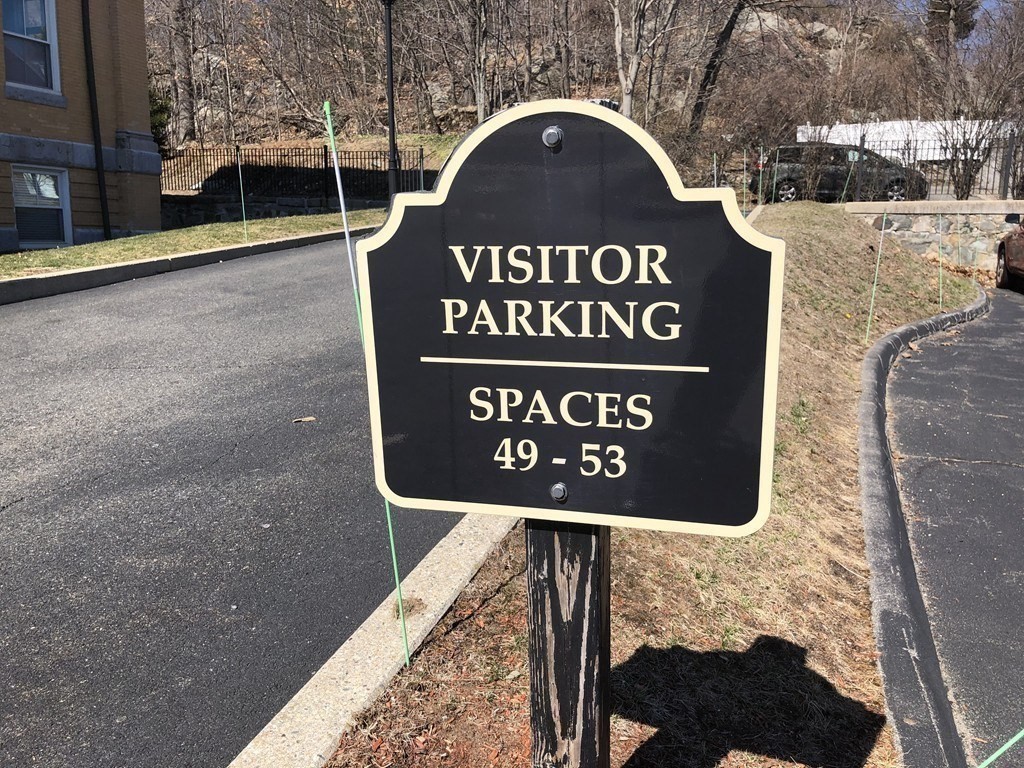 VISITOR
PARKING
SPACES
49 - 53